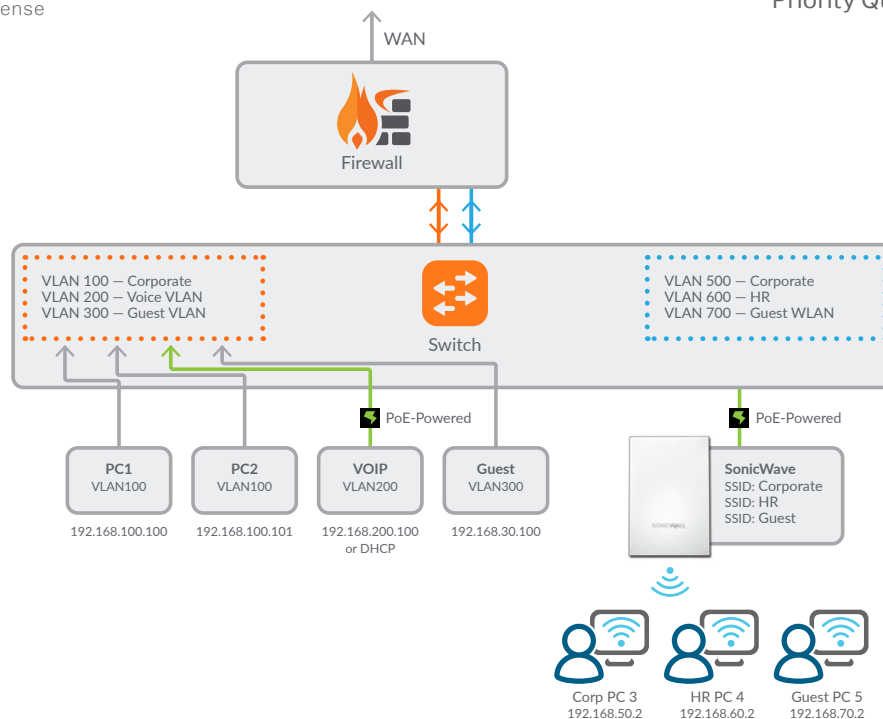 ense
Priority Qu
WAN
Firewall
VLAN 100 — Corporate
VLAN 200 — Voice VLAN
VLAN 300 — Guest VLAN
Switch
VLAN 500 — Corporate
VLAN 600 — HR
VLAN 700 — Guest WLAN
PoE-Powered
PoE-Powered
PC1
VLAN100
192.168.100.100
PC2
VLAN100
192.168.100.101
VOIP
VLAN200
192.168.200.100
or DHCP
Guest
VLAN300
192.168.30.100
SONICWALL
SonicWave
SSID: Corporate
SSID: HR
SSID: Guest
Corp PC 3
192.168.50.2
HR PC 4
192.168.60.2
Guest PC 5
192.168.70.2